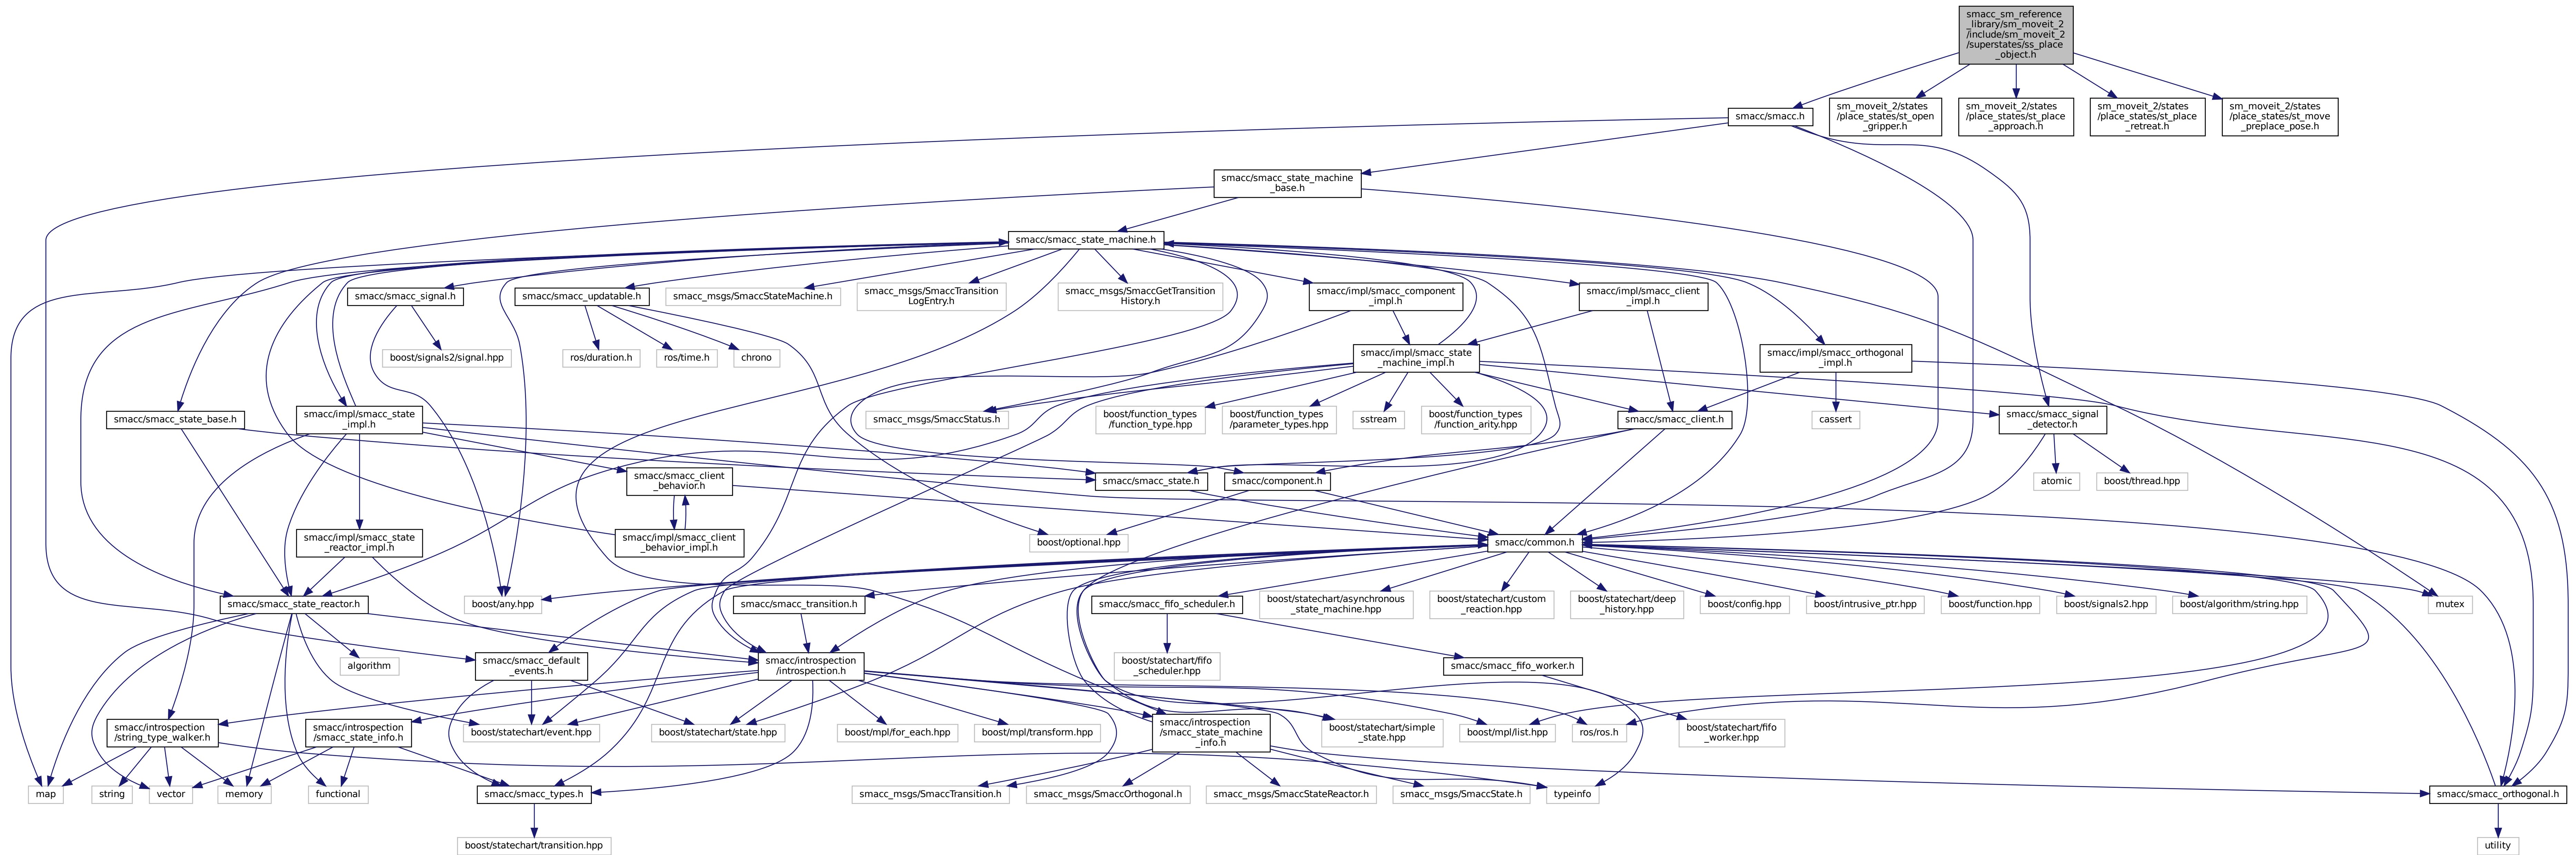 smacc_sm_reference
_library/sm_moveit_2
/include/sm_moveit_2
/superstates/ss_place
_object.h
smacc/smacc.h
sm_moveit_2/states
/place_states/st_open
_gripper.h
sm_moveit_2/states
/place_states/st_place
_approach.h
sm_moveit_2/states
/place_states/st_place
_retreat.h
sm_moveit_2/states
/place_states/st_move
_preplace_pose.h
smacc/smacc_state_machine
_base.h
smacc/smacc_state_machine.h
smacc/smacc_signal.h
smacc/smacc_updatable.h
smacc_msgs/SmaccStateMachine.h
smacc_msgs/SmaccTransition
LogEntry.h
smacc_msgs/SmaccGetTransition
History.h
smacc/impl/smacc_component
_impl.h
smacc/impl/smacc_client
_impl.h
boost/signals2/signal.hpp
ros/duration.h
ros/time.h
chrono
smacc/impl/smacc_state
_machine_impl.h
smacc/impl/smacc_orthogonal
_impl.h
smacc/smacc_state_base.h
smacc/impl/smacc_state
_impl.h
smacc_msgs/SmaccStatus.h
boost/function_types
/function_type.hpp
boost/function_types
/parameter_types.hpp
sstream
boost/function_types
/function_arity.hpp
smacc/smacc_client.h
cassert
smacc/smacc_signal
_detector.h
smacc/smacc_client
_behavior.h
smacc/smacc_state.h
smacc/component.h
atomic
boost/thread.hpp
smacc/impl/smacc_state
_reactor_impl.h
smacc/impl/smacc_client
_behavior_impl.h
boost/optional.hpp
smacc/common.h
smacc/smacc_state_reactor.h
boost/any.hpp
smacc/smacc_transition.h
smacc/smacc_fifo_scheduler.h
boost/statechart/asynchronous
_state_machine.hpp
boost/statechart/custom
_reaction.hpp
boost/statechart/deep
_history.hpp
boost/config.hpp
boost/intrusive_ptr.hpp
boost/function.hpp
boost/signals2.hpp
boost/algorithm/string.hpp
mutex
algorithm
smacc/smacc_default
_events.h
smacc/introspection
/introspection.h
boost/statechart/fifo
_scheduler.hpp
smacc/smacc_fifo_worker.h
smacc/introspection
/string_type_walker.h
smacc/introspection
/smacc_state_info.h
boost/statechart/event.hpp
boost/statechart/state.hpp
boost/mpl/for_each.hpp
boost/mpl/transform.hpp
smacc/introspection
/smacc_state_machine
_info.h
boost/statechart/simple
_state.hpp
boost/mpl/list.hpp
ros/ros.h
boost/statechart/fifo
_worker.hpp
map
string
vector
memory
functional
smacc/smacc_types.h
smacc_msgs/SmaccTransition.h
smacc_msgs/SmaccOrthogonal.h
smacc_msgs/SmaccStateReactor.h
smacc_msgs/SmaccState.h
typeinfo
smacc/smacc_orthogonal.h
boost/statechart/transition.hpp
utility